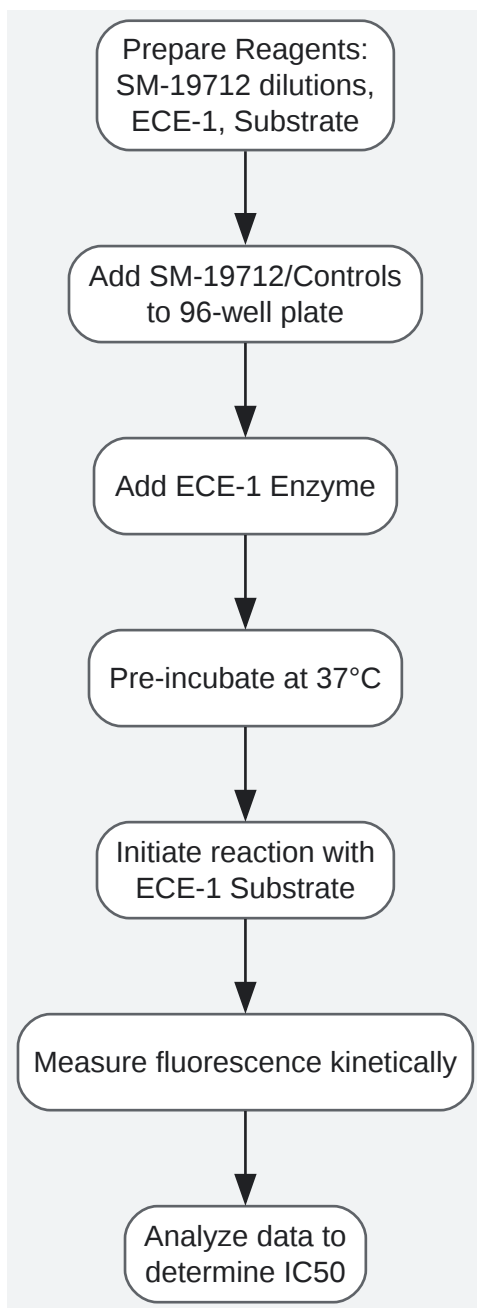 Prepare Reagents:
SM-19712 dilutions,
ECE-1, Substrate
Add SM-19712/Controls
to 96-well plate
Add ECE-1 Enzyme
Pre-incubate at 37°C
Initiate reaction with
ECE-1 Substrate
Measure fluorescence kinetically
Analyze data to
determine IC50